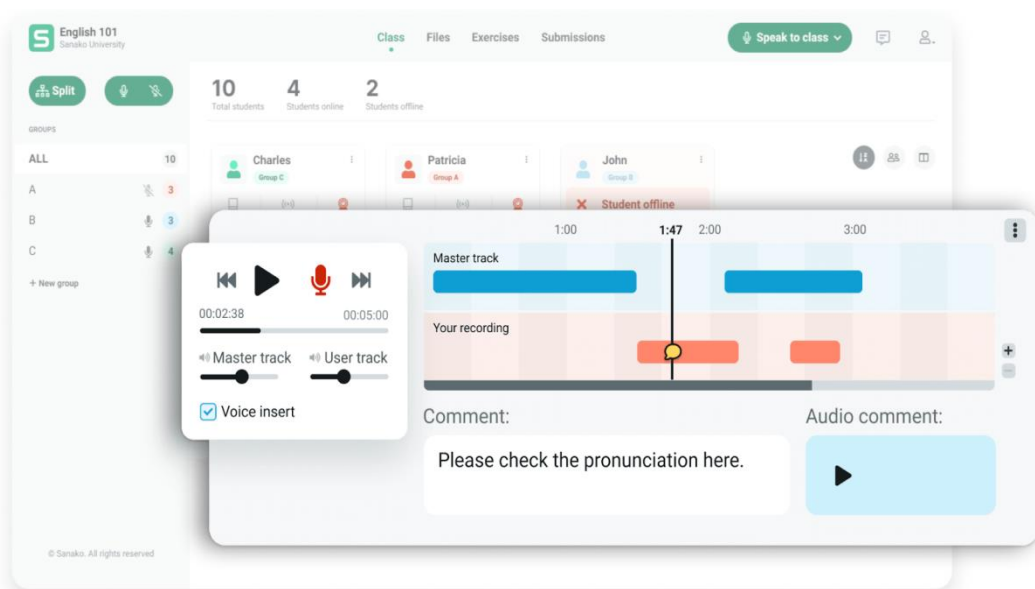 English 101
Sanako University
Class Files Exercises Submissions
Speak to class
Split
10 4 2
Total students Students online Students offline
GROUPS
ALL 10
A 3
B 3
C 4
+ New group
Charles
Group C
Patricia
Group A
John
Group B
Student offline
1:00 1:47 2:00 3:00
Master track
Your recording
00:02:38 00:05:00
Master track User track
Voice insert
Comment:
Please check the pronunciation here.
Audio comment:
© Sanako. All rights reserved